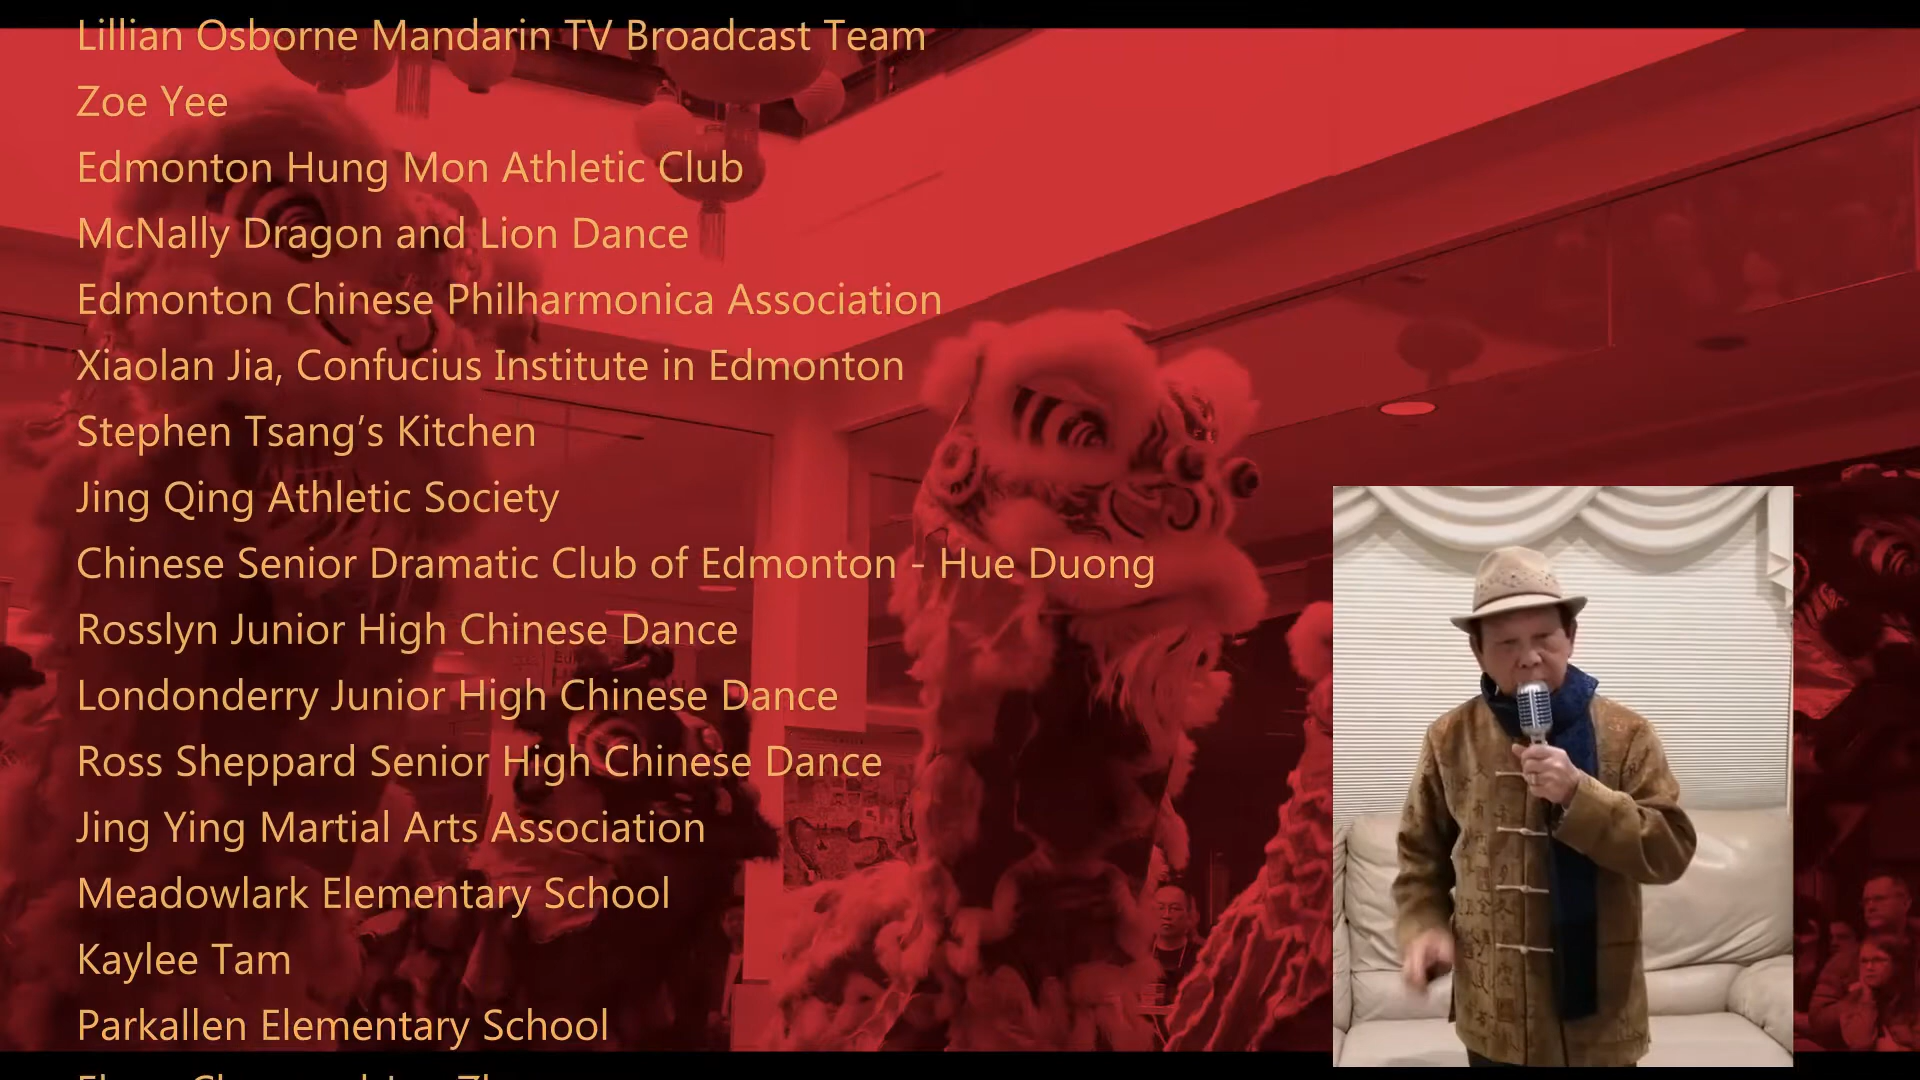 Lillian Osborne Mandarin TV Broadcast Team
Zoe Yee
Edmonton Hung Mon Athletic Club
McNally Dragon and Lion Dance
Edmonton Chinese Philharmonica Association
Xiaolan Jia, Confucius Institute in Edmonton
Stephen Tsang’s Kitchen
Jing Qing Athletic Society
Chinese Senior Dramatic Club of Edmonton - Hue Duong
Rosslyn Junior High Chinese Dance
Londonderry Junior High Chinese Dance
Ross Sheppard Senior High Chinese Dance
Jing Ying Martial Arts Association
Meadowlark Elementary School
Kaylee Tam
Parkallen Elementary School